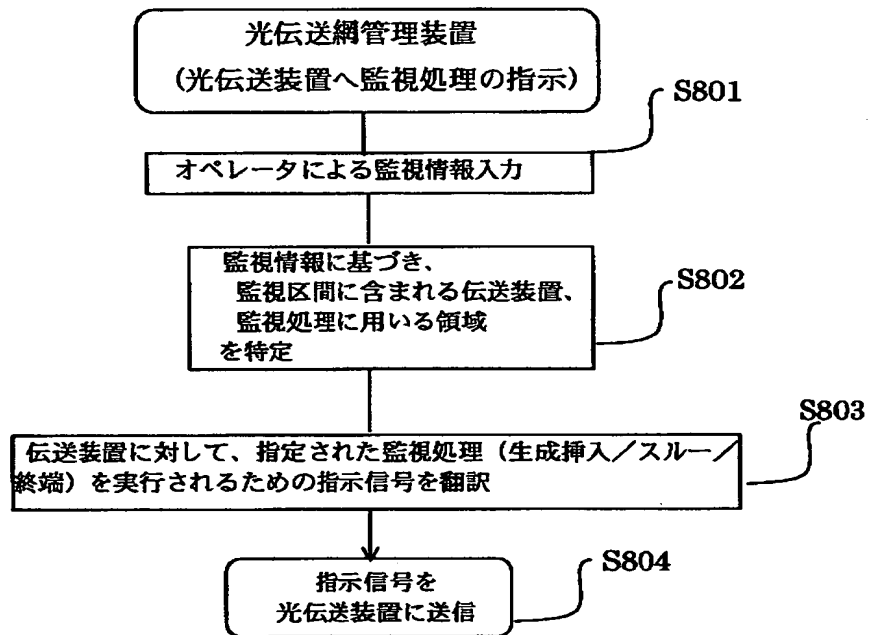 光伝送網管理装置
(光伝送装置へ監視処理の指示)
S801
オペレータによる監視情報入力
監視情報に基づき、
監視区間に含まれる伝送装置、
監視処理に用いる領域
を特定
S802
S803
伝送装置に対して、指定された監視処理（生成挿入／スルー／
終端）を実行されるための指示信号を翻訳
S804
指示信号を
光伝送装置に送信